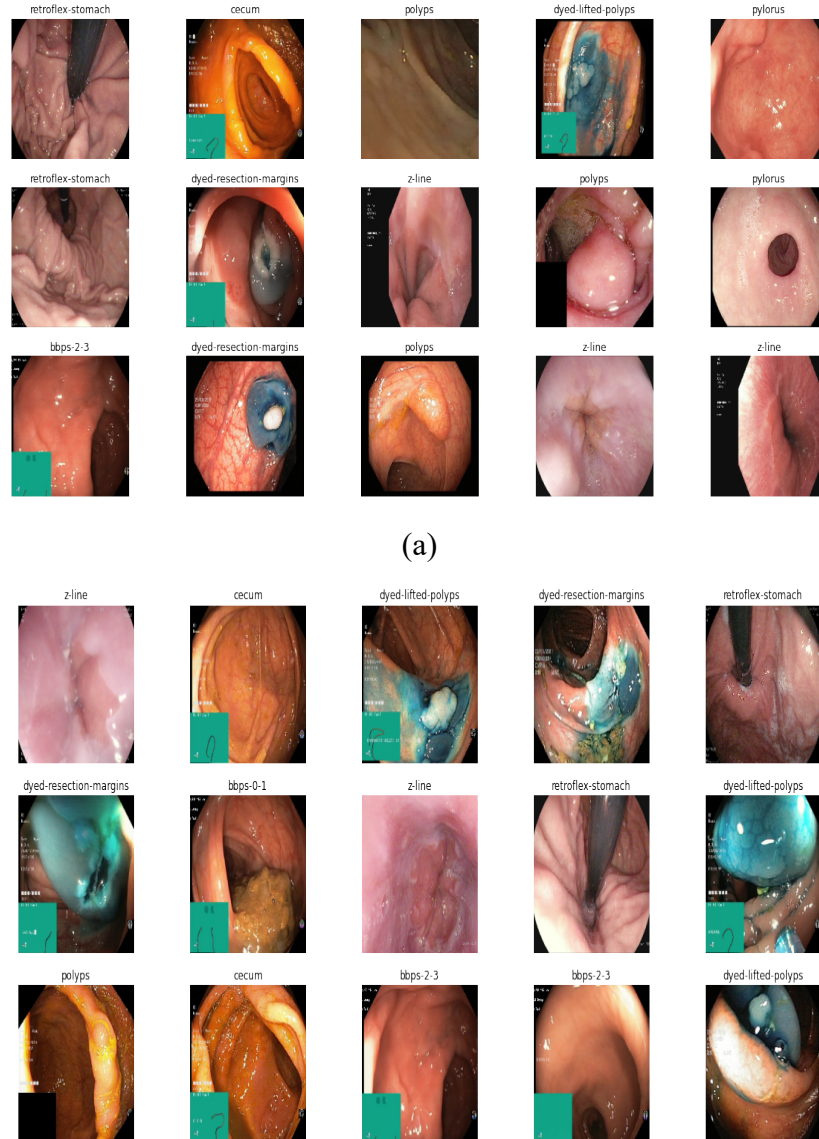 retroflex-stomach cecum polyps dyed-lifted-polyps pylorus
retroflex-stomach dyed-resection-margins z-line polyps pylorus
bbps-2-3 dyed-resection-margins polyps z-line z-line
(a)
z-line cecum dyed-lifted-polyps dyed-resection-margins retroflex-stomach
dyed-resection-margins bbps-0-1 z-line retroflex-stomach dyed-lifted-polyps
polyps cecum bbps-2-3 bbps-2-3 dyed-lifted-polyps